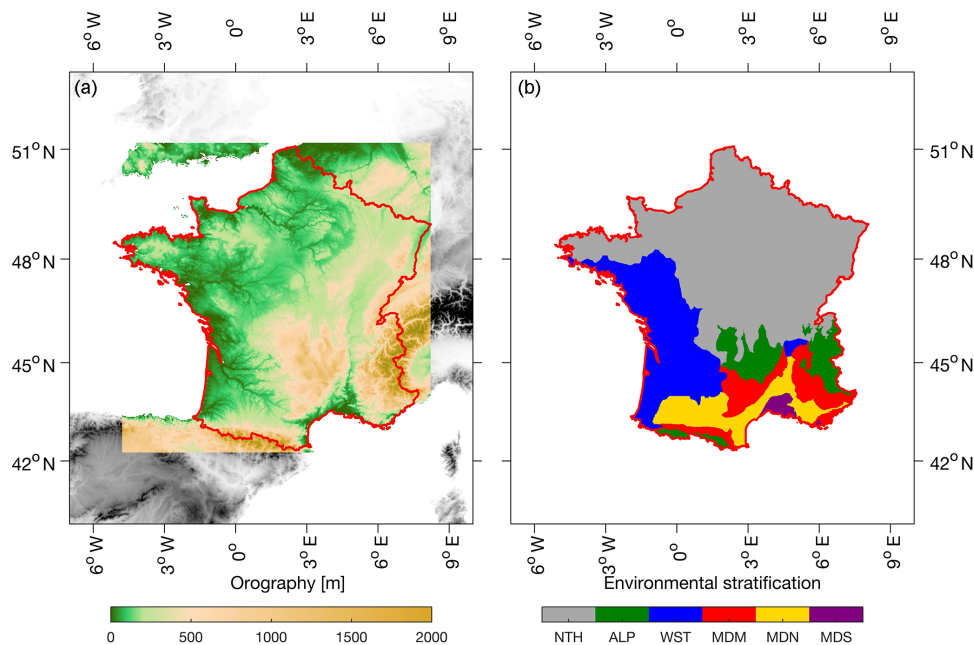 6° W 3° W 0° 3° E 6° E 9° E
6° W 3° W 0° 3° E 6° E 9° E
(a)
(b)
51° N
48° N
45° N
42° N
51° N
48° N
45° N
42° N
6° W 3° W 0° 3° E 6° E 9° E
6° W 3° W 0° 3° E 6° E 9° E
Orography [m]
Environmental stratification
0 500 1000 1500 2000
NTH ALP WST MDM MDN MDS